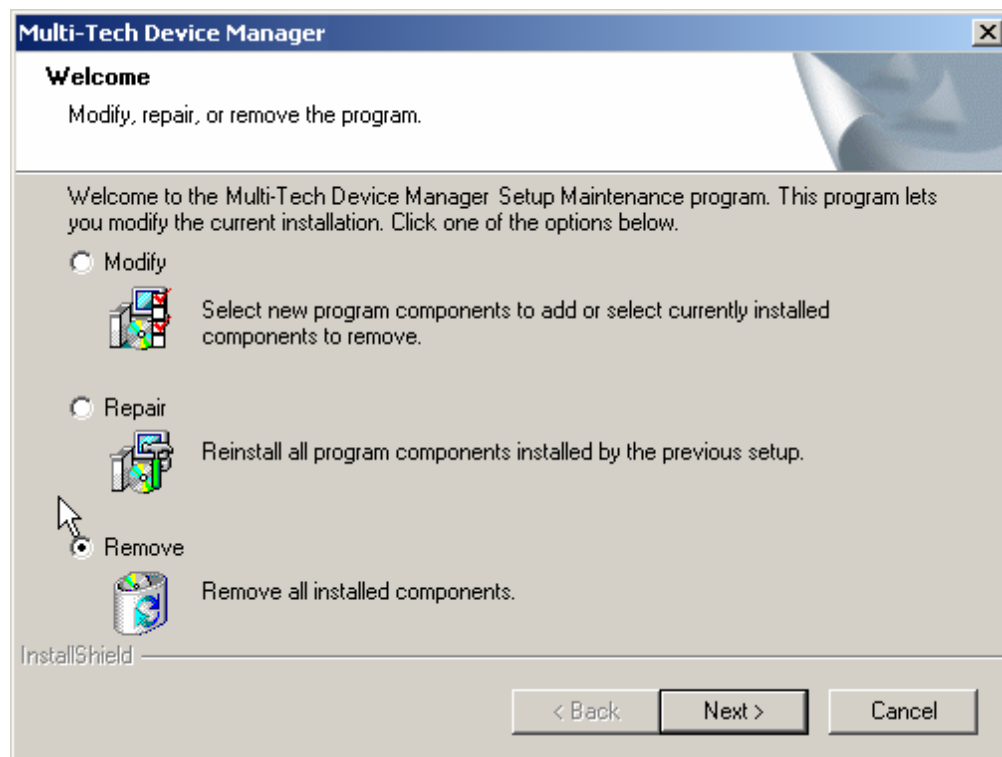 Multi-Tech Device Manager
Welcome
Modify, repair, or remove the program.
Welcome to the Multi-Tech Device Manager Setup Maintenance program. This program lets
you modify the current installation. Click one of the options below.
Modify
Select new program components to add or select currently installed
components to remove.
Repair
Reinstall all program components installed by the previous setup.
Remove
Remove all installed components.
InstallShield
< Back
Next >
Cancel